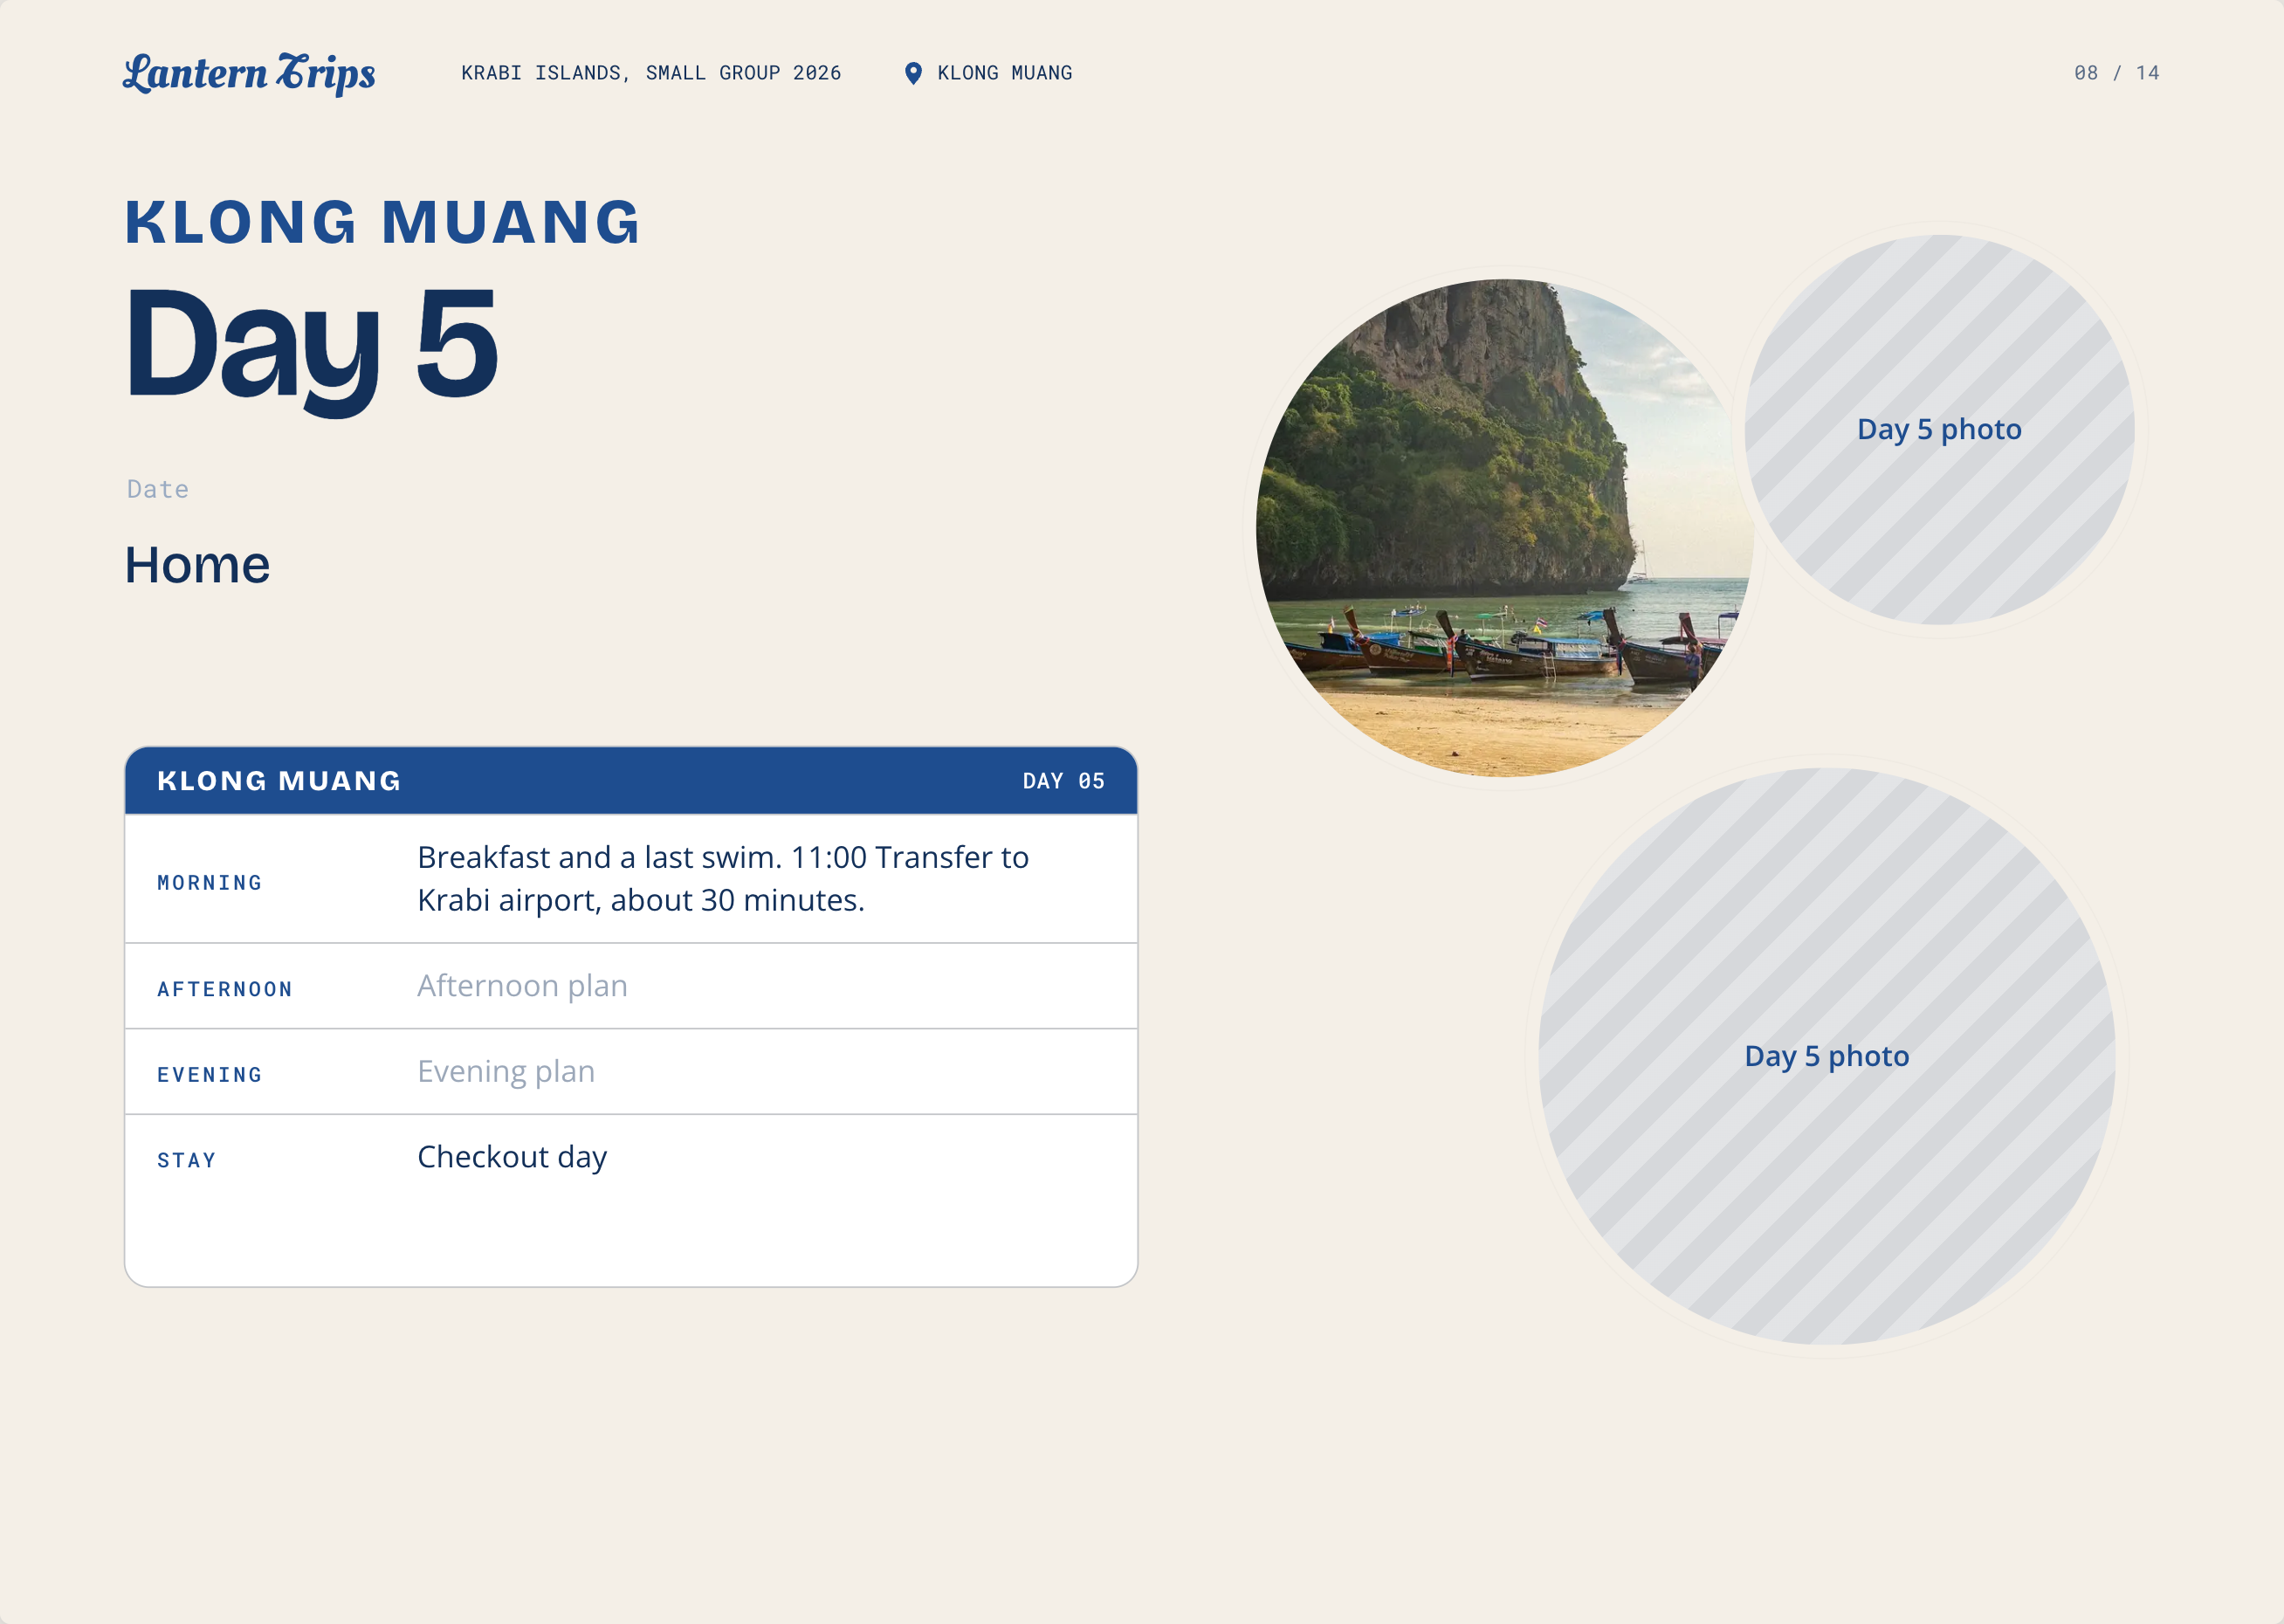 Lantern Trips
KRABI ISLANDS, SMALL GROUP 2026
KLONG MUANG
08 / 14
KLONG MUANG
Day 5
Date
Home
KLONG MUANG
DAY 05
MORNING
Breakfast and a last swim. 11:00 Transfer to
Krabi airport, about 30 minutes.
AFTERNOON
Afternoon plan
EVENING
Evening plan
STAY
Checkout day
Day 5 photo
Day 5 photo